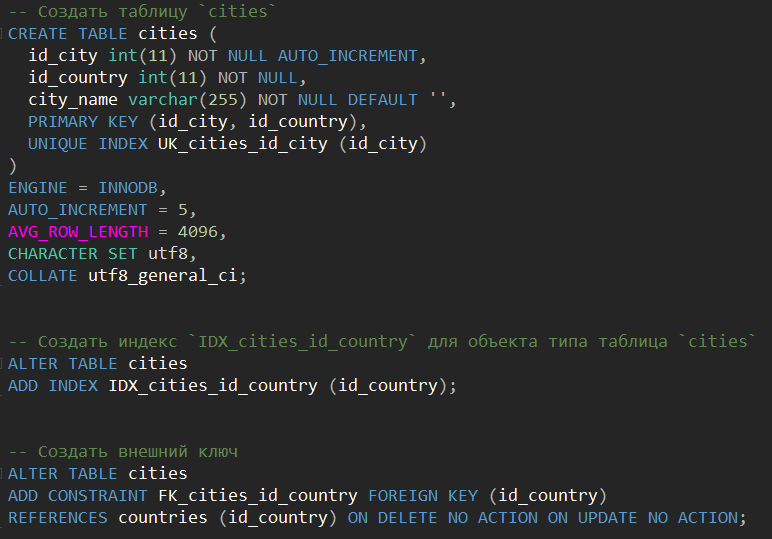 -- Создать таблицу `cities`
CREATE TABLE cities (
  id_city int(11) NOT NULL AUTO_INCREMENT,
  id_country int(11) NOT NULL,
  city_name varchar(255) NOT NULL DEFAULT '',
  PRIMARY KEY (id_city, id_country),
  UNIQUE INDEX UK_cities_id_city (id_city)
)
ENGINE = INNODB,
AUTO_INCREMENT = 5,
AVG_ROW_LENGTH = 4096,
CHARACTER SET utf8,
COLLATE utf8_general_ci;
-- Создать индекс `IDX_cities_id_country` для объекта типа таблица `cities`
ALTER TABLE cities
ADD INDEX IDX_cities_id_country (id_country);
-- Создать внешний ключ
ALTER TABLE cities
ADD CONSTRAINT FK_cities_id_country FOREIGN KEY (id_country)
REFERENCES countries (id_country) ON DELETE NO ACTION ON UPDATE NO ACTION;